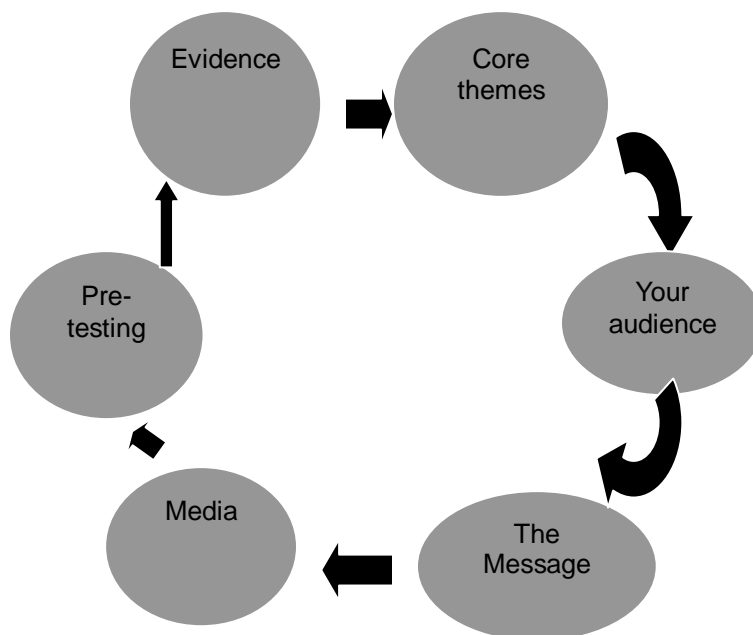 Evidence
Core
themes
Your
audience
The
Message
Media
Pre-
testing